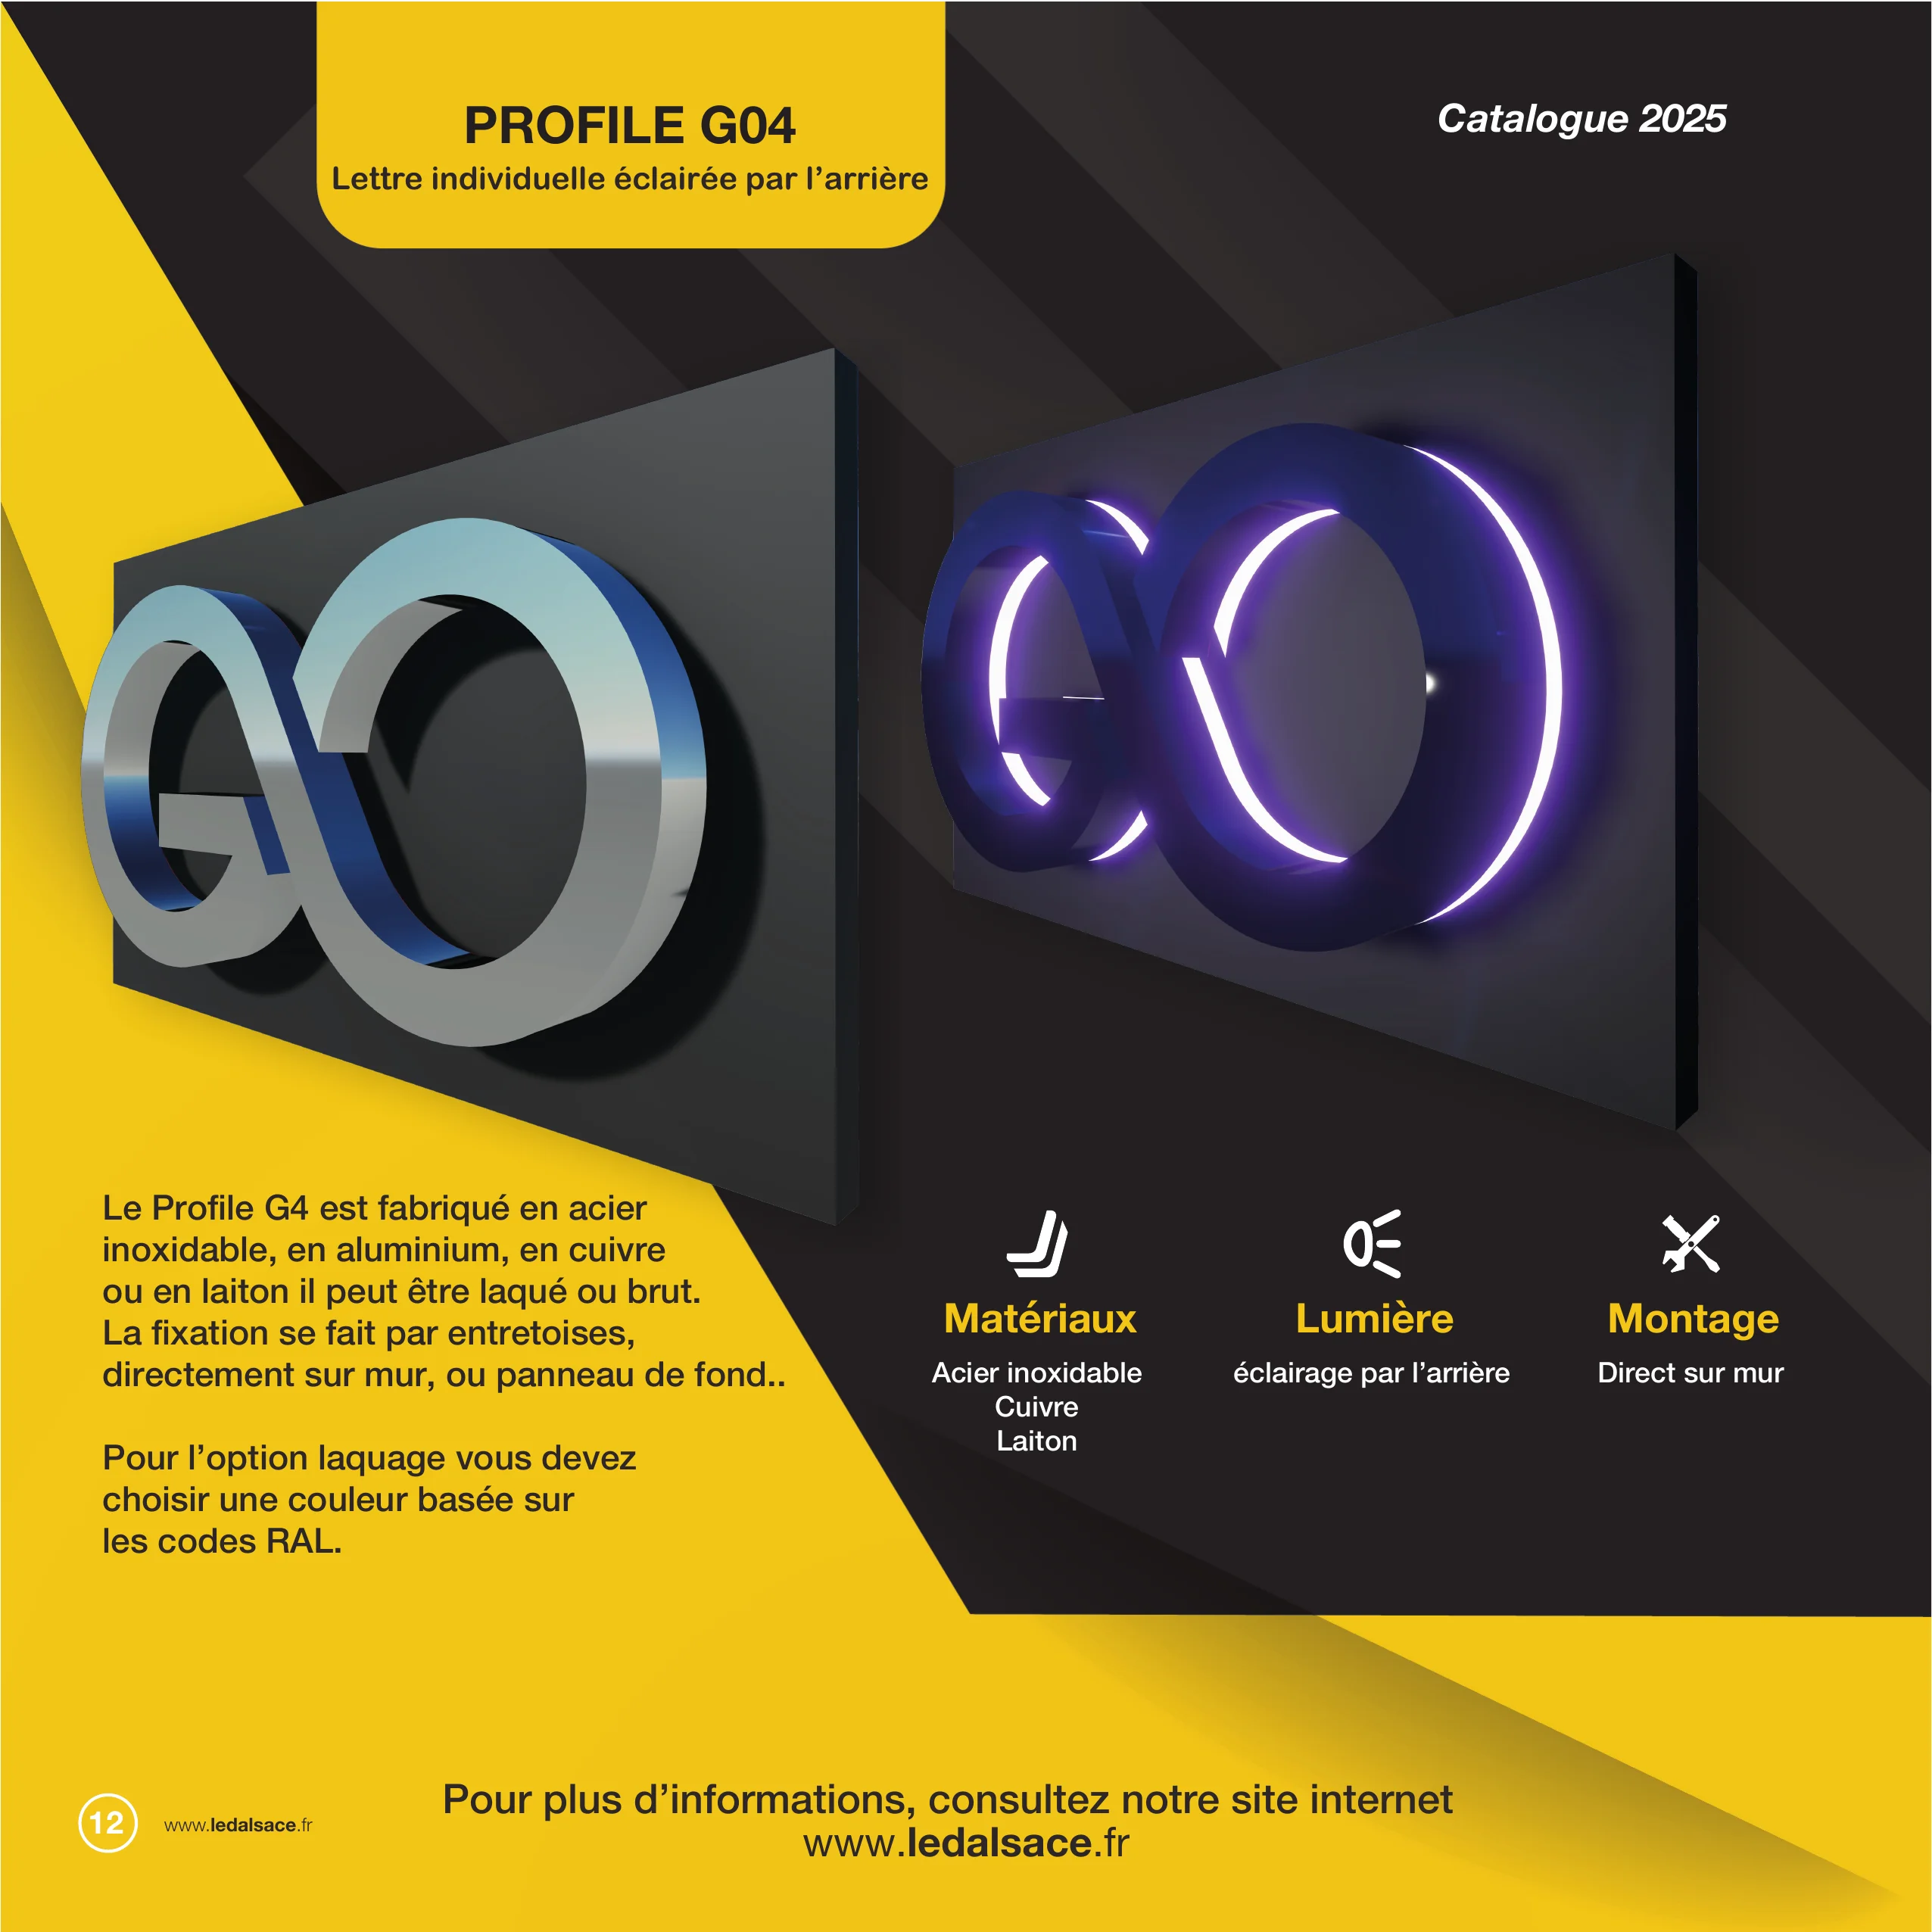 PROFILE G04
Lettre individuelle éclairée par l’arrière
Catalogue 2025
GO
GO
Le Profile G4 est fabriqué en acier
inoxidable, en aluminium, en cuivre
ou en laiton il peut être laqué ou brut.
La fixation se fait par entretoises,
directement sur mur, ou panneau de fond..
Pour l’option laquage vous devez
choisir une couleur basée sur
les codes RAL.
Matériaux
Acier inoxidable
Cuivre
Laiton
Lumière
éclairage par l’arrière
Montage
Direct sur mur
Pour plus d’informations, consultez notre site internet
www.ledalsace.fr
12
www.ledalsace.fr